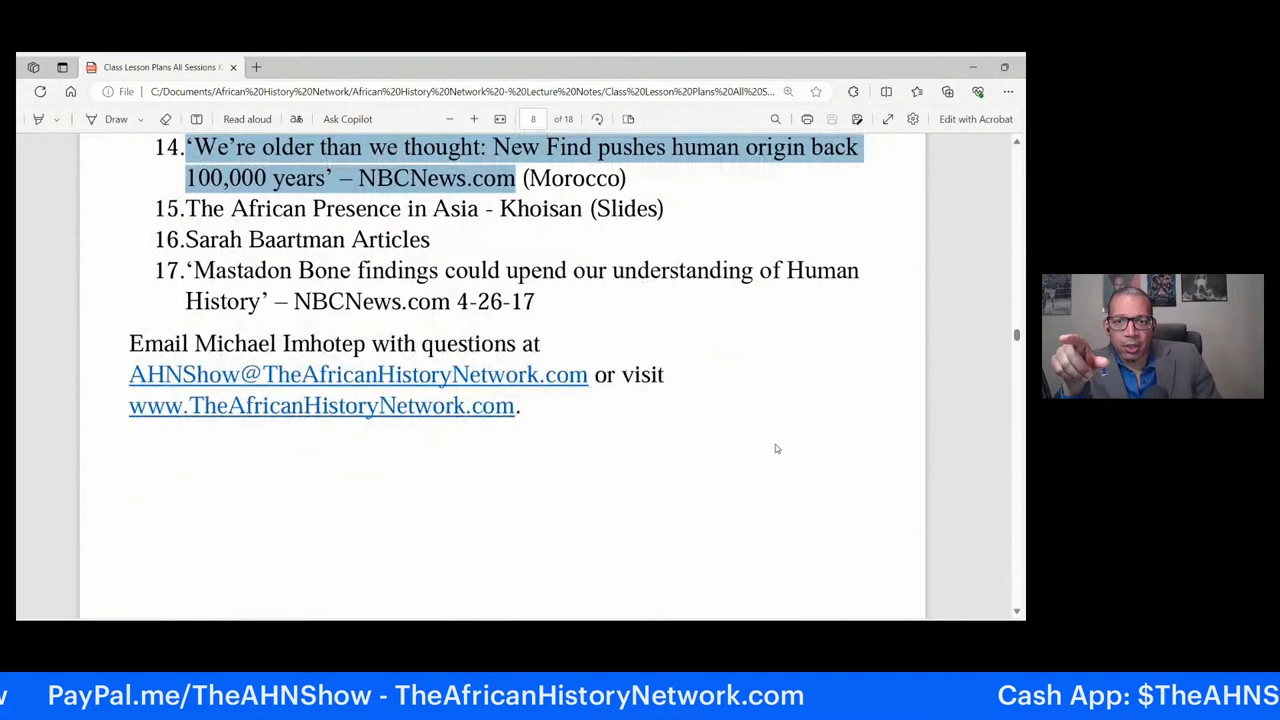 Class Lesson Plans All Sessions
File
C:/Documents/African%20History%20Network/African%20History%20Network%20-%20Lecture%20Notes/Class%20Lesson%20Plans%20All%20S...
Draw
Read aloud
Ask Copilot
8
of 18
Edit with Acrobat
14.‘We’re older than we thought: New Find pushes human origin back
100,000 years’ – NBCNews.com (Morocco)
15.The African Presence in Asia - Khoisan (Slides)
16.Sarah Baartman Articles
17.‘Mastadon Bone findings could upend our understanding of Human
History’ – NBCNews.com 4-26-17
Email Michael Imhotep with questions at
AHNShow@TheAfricanHistoryNetwork.com or visit
www.TheAfricanHistoryNetwork.com.
PayPal.me/TheAHNShow - TheAfricanHistoryNetwork.com
Cash App: $TheAHNS